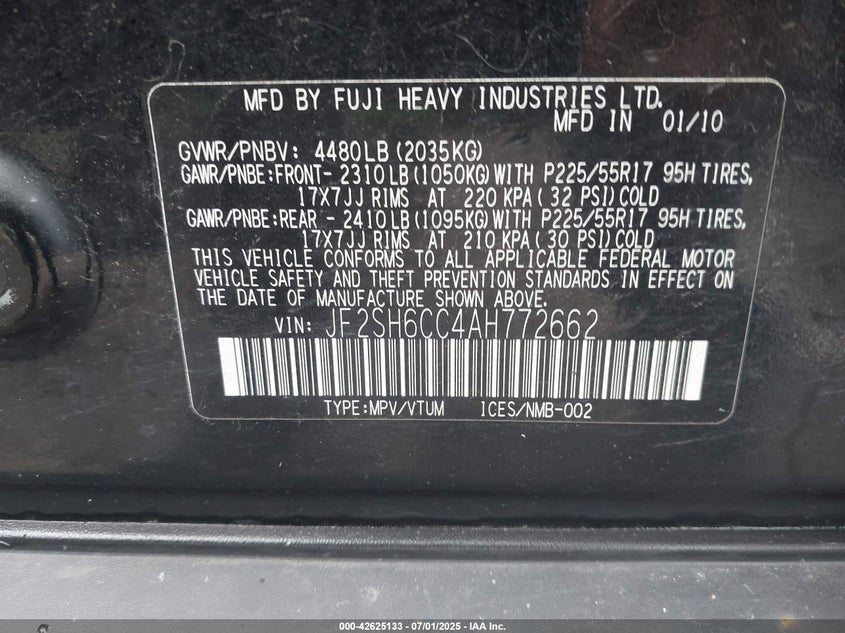 MFD BY FUJI HEAVY INDUSTRIES LTD.
MFD IN 01/10
GVWR/PNBV: 4480LB(2035KG)
GAWR/PNBE:FRONT- 2310LB(1050KG)WITH P225/55R17 95H TIRES,
17X7JJ RIMS AT 220 KPA( 32 PSI)COLD
GAWR/PNBE:REAR - 2410LB(1095KG)WITH P225/55R17 95H TIRES,
17X7JJ RIMS AT 210 KPA( 30 PSI)COLD
THIS VEHICLE CONFORMS TO ALL APPLICABLE FEDERAL MOTOR
VEHICLE SAFETY AND THEFT PREVENTION STANDARDS IN EFFECT ON
THE DATE OF MANUFACTURE SHOWN ABOVE.
VIN: JF2SH6CC4AH772662
TYPE:MPV/VTUM ICES/NMB-002
000-42625133 - 07/01/2025 - IAA Inc.